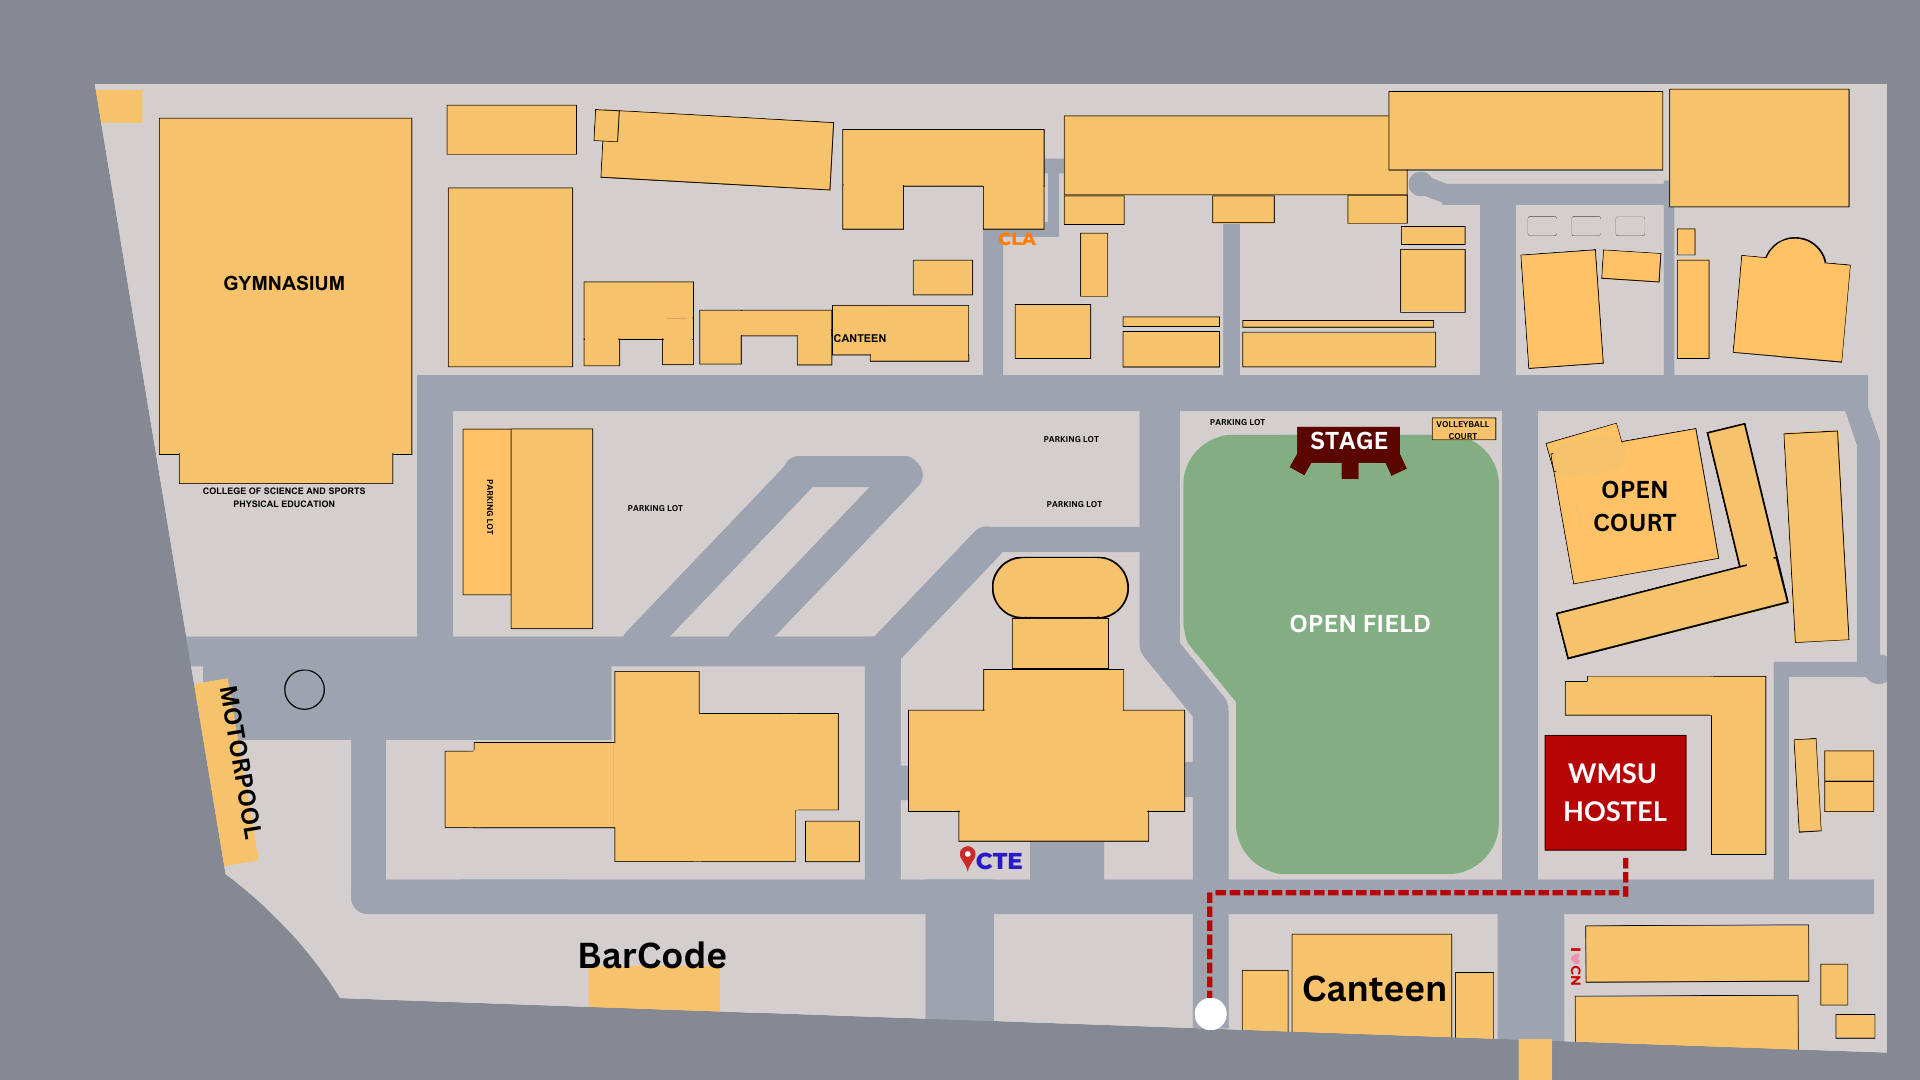 CLA
GYMNASIUM
CANTEEN
COLLEGE OF SCIENCE AND SPORTS
PHYSICAL EDUCATION
PARKING LOT
PARKING LOT
PARKING LOT
PARKING LOT
PARKING LOT
STAGE
VOLLEYBALL
COURT
OPEN
COURT
OPEN FIELD
MOTORPOOL
WMSU
HOSTEL
CTE
BarCode
Canteen
I ♥ CN